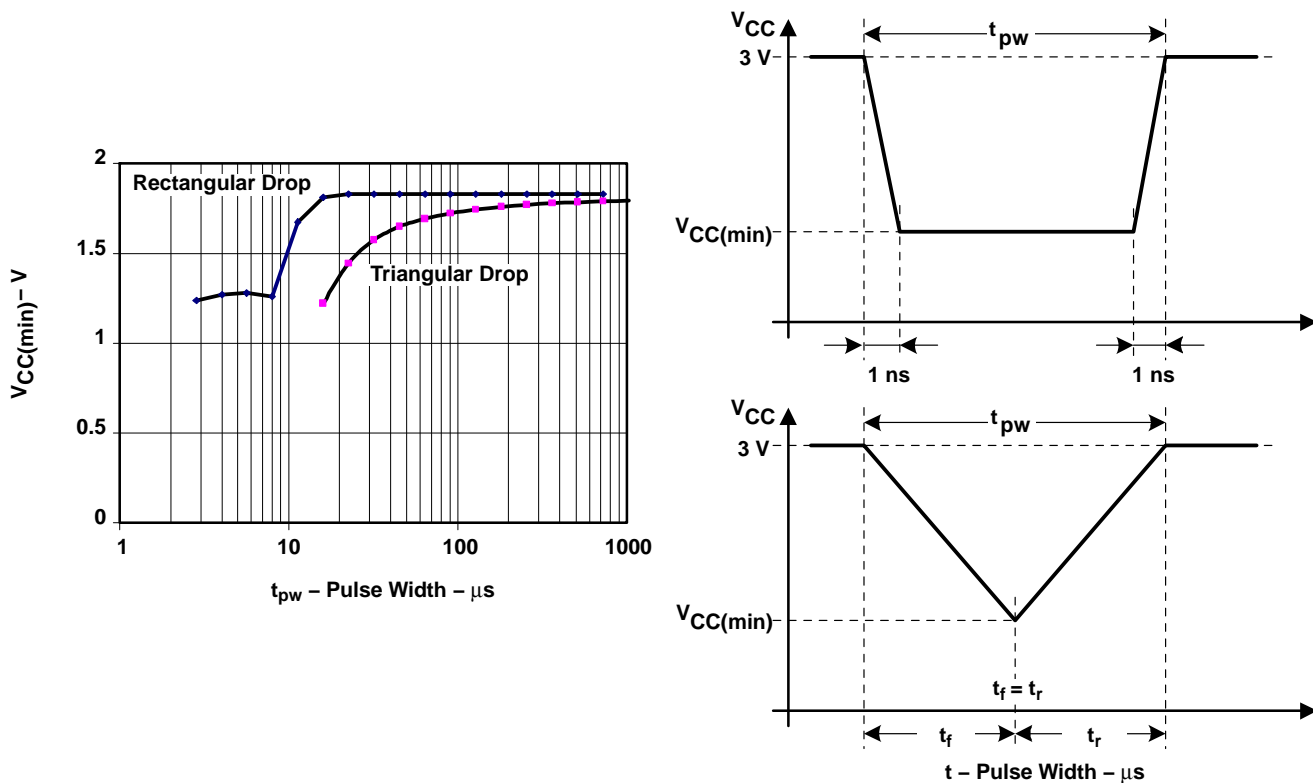 2
1.5
1
0.5
0
Rectangular Drop
Triangular Drop
VCC(min) – V
1 10 100 1000
tpw – Pulse Width – μs
VCC
tpw
3 V
VCC(min)
1 ns 1 ns
VCC
tpw
3 V
VCC(min)
tf = tr
tf tr
t – Pulse Width – μs